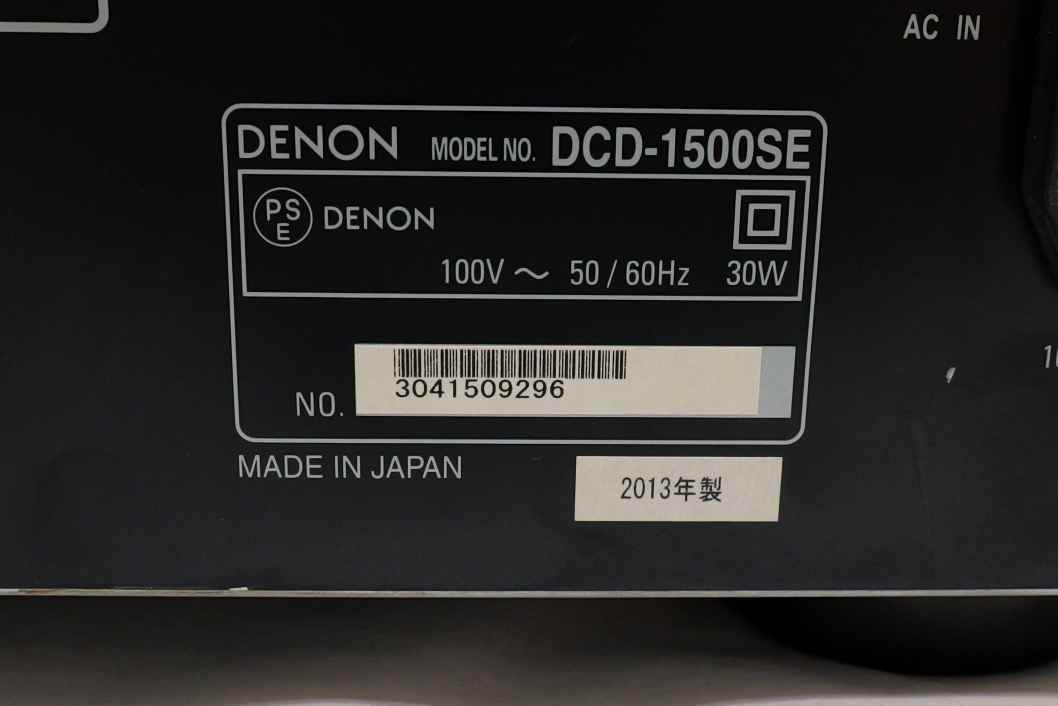 AC IN
DENON MODEL NO. DCD-1500SE
PSE DENON
100V ～ 50 / 60Hz 30W
NO. 3041509296
MADE IN JAPAN
2013年製